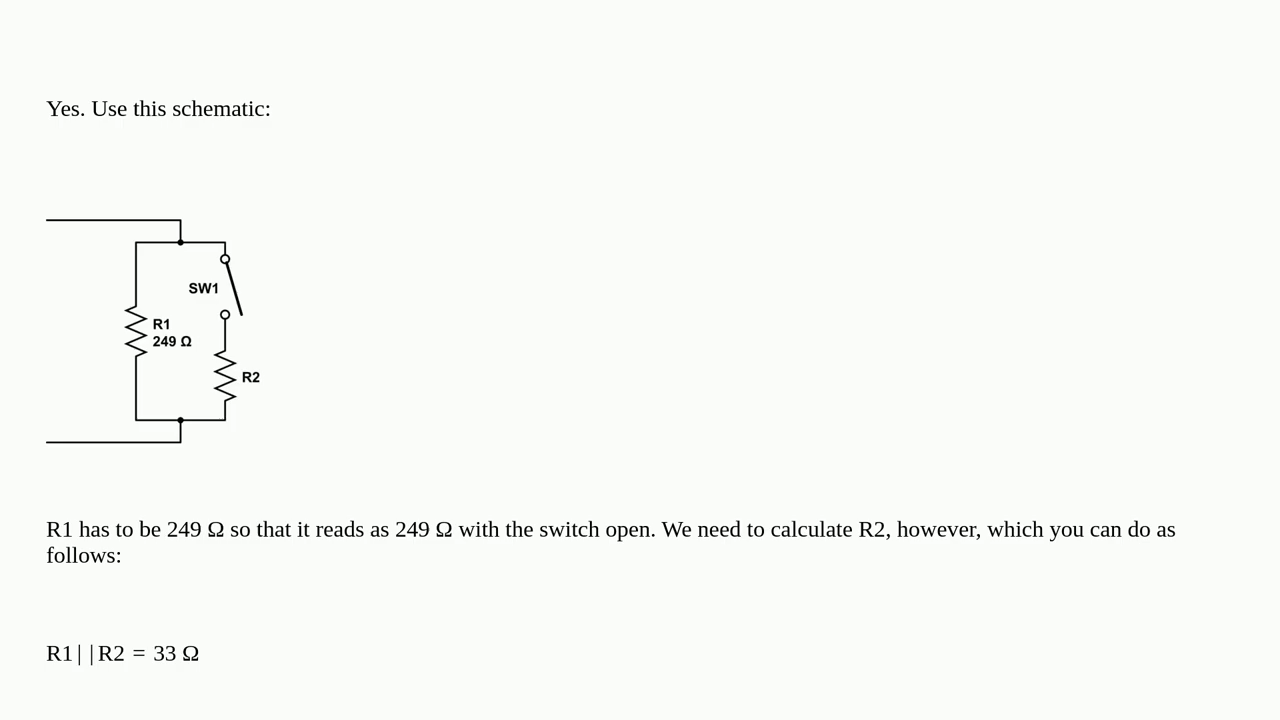 Yes. Use this schematic:
SW1
R1
249 Ω
R2
R1 has to be 249 Ω so that it reads as 249 Ω with the switch open. We need to calculate R2, however, which you can do as
follows:
R1||R2 = 33 Ω